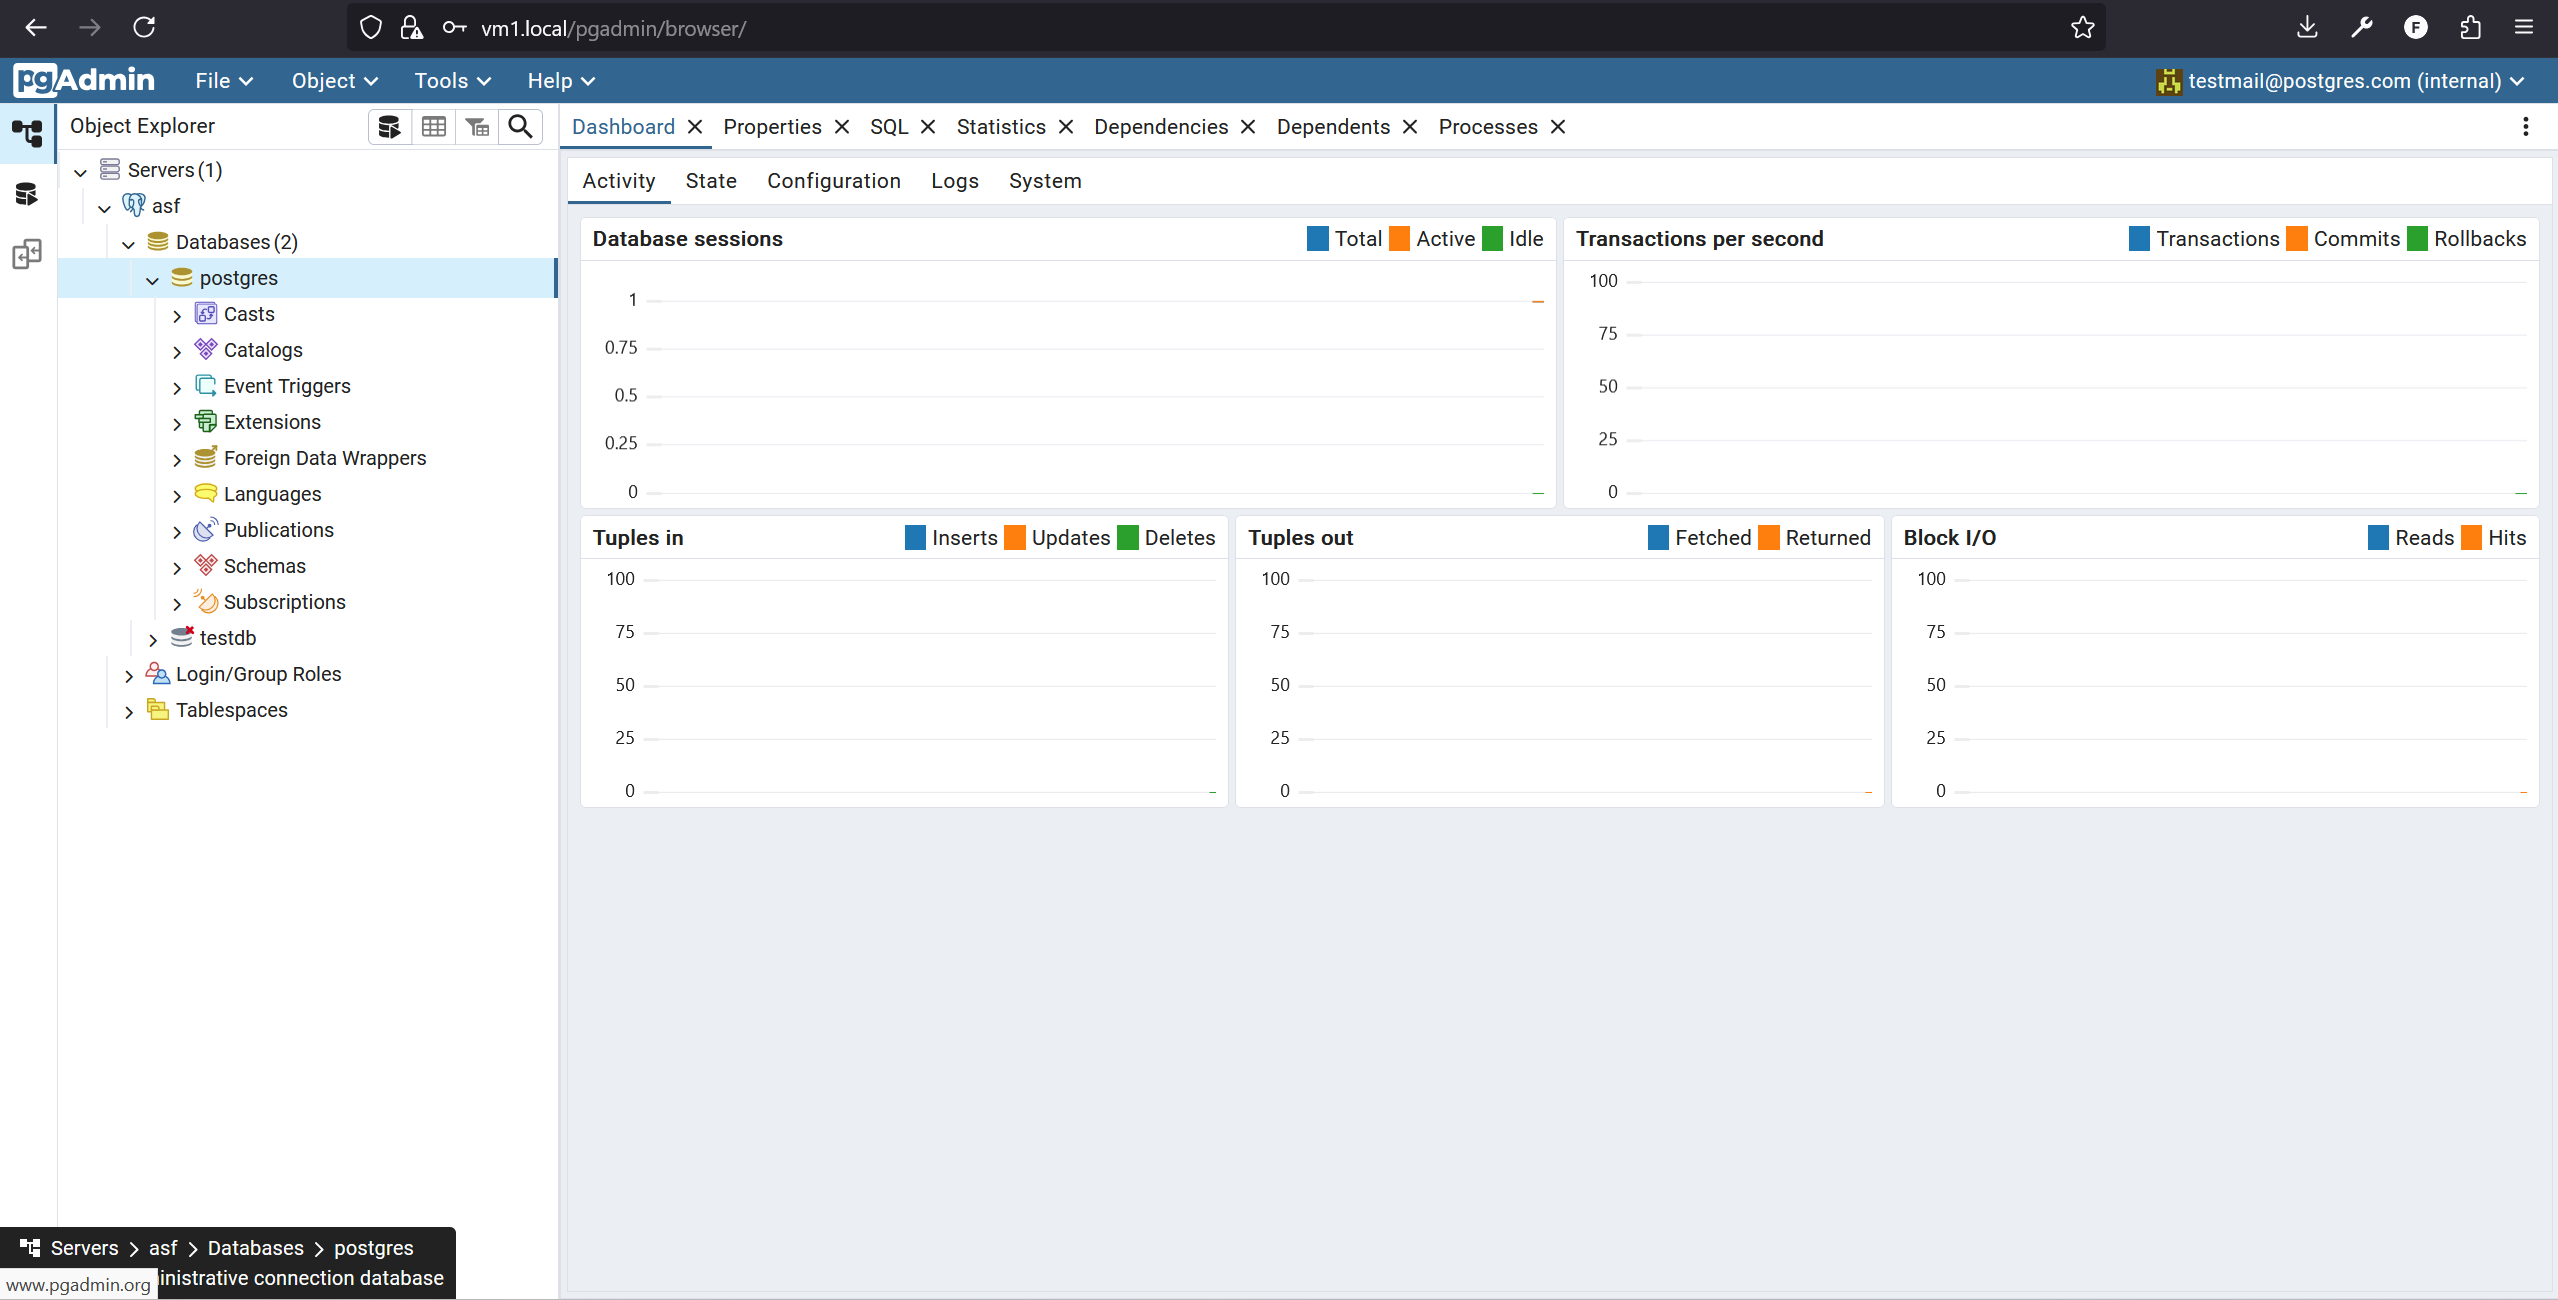 vm1.local/pgadmin/browser/
F
pgAdmin File Object Tools Help testmail@postgres.com (internal)
Object Explorer
Dashboard Properties SQL Statistics Dependencies Dependents Processes
Servers (1)
asf
Databases (2)
postgres
Casts
Catalogs
Event Triggers
Extensions
Foreign Data Wrappers
Languages
Publications
Schemas
Subscriptions
testdb
Login/Group Roles
Tablespaces
Activity State Configuration Logs System
Database sessions Total Active Idle
1
0.75
0.5
0.25
0
Transactions per second Transactions Commits Rollbacks
100
75
50
25
0
Tuples in Inserts Updates Deletes
100
75
50
25
0
Tuples out Fetched Returned
100
75
50
25
0
Block I/O Reads Hits
100
75
50
25
0
Servers > asf > Databases > postgres
inistrative connection database
www.pgadmin.org